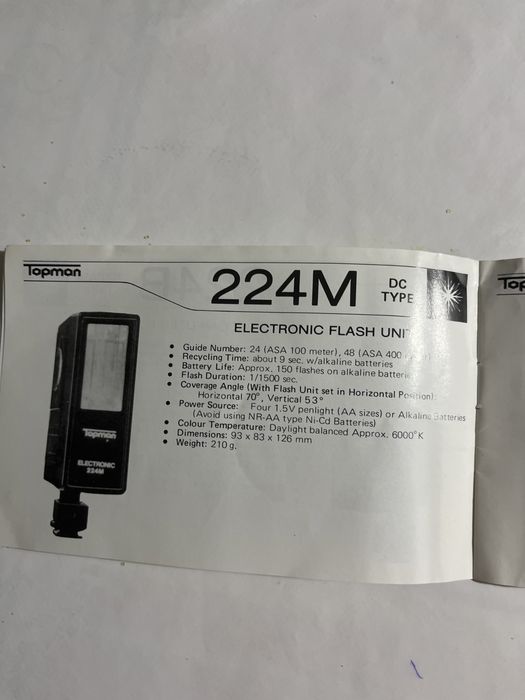 Topman
224M
DC
TYPE
Top
ELECTRONIC FLASH UNIT
• Guide Number: 24 (ASA 100 meter), 48 (ASA 400 meter)
• Recycling Time: about 9 sec. w/alkaline batteries
• Battery Life: Approx. 150 flashes on alkaline batteries
• Flash Duration: 1/1500 sec.
• Coverage Angle (With Flash Unit set in Horizontal Position):
Horizontal 70°, Vertical 53°
• Power Source: Four 1.5V penlight (AA sizes) or Alkaline Batteries
(Avoid using NR-AA type Ni-Cd Batteries)
• Colour Temperature: Daylight balanced Approx. 6000°K
• Dimensions: 93 x 83 x 126 mm
• Weight: 210 g.
Topman
ELECTRONIC
224M